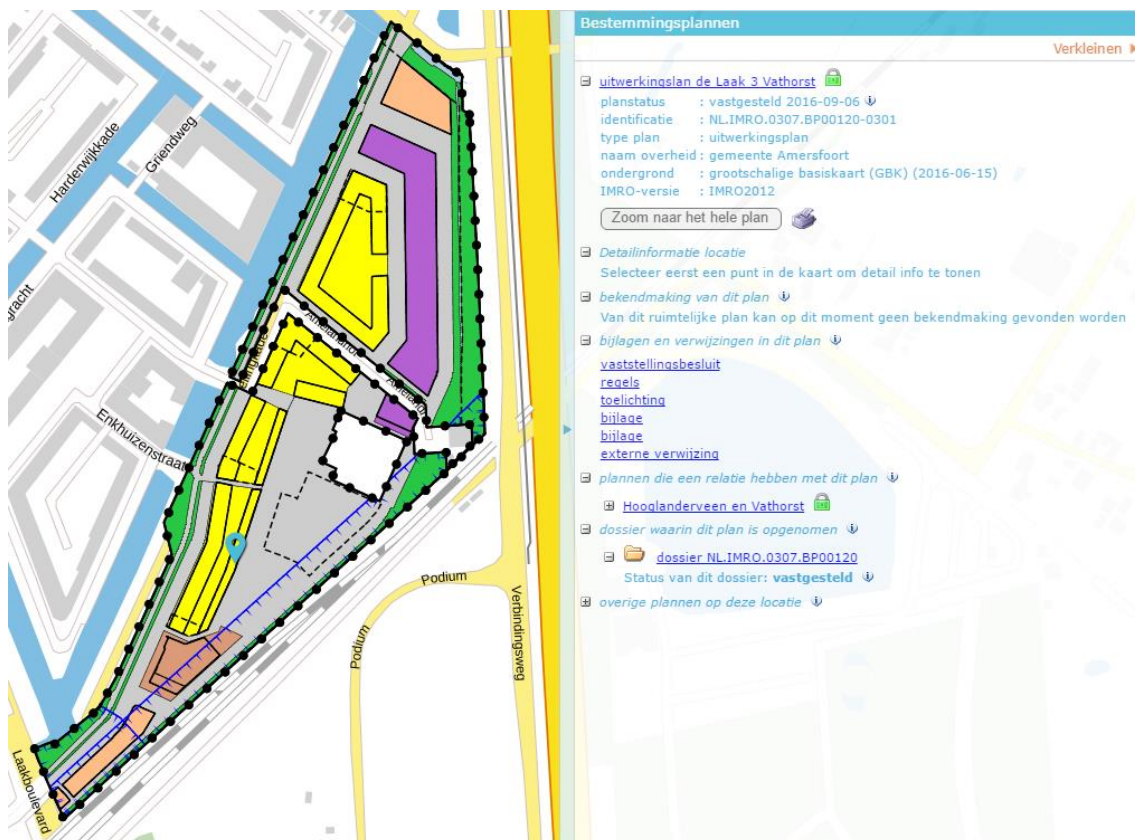 Bestemmingsplannen
Verkleinen
uitwerkingslan de Laak 3 Vathorst
planstatus : vastgesteld 2016-09-06
identificatie : NL.IMRO.0307.BP00120-0301
type plan : uitwerkingsplan
naam overheid : gemeente Amersfoort
ondergrond : grootschalige basiskaart (GBK) (2016-06-15)
IMRO-versie : IMRO2012
Zoom naar het hele plan
Detailinformatie locatie
Selecteer eerst een punt in de kaart om detail info te tonen
bekendmaking van dit plan
Van dit ruimtelijke plan kan op dit moment geen bekendmaking gevonden worden
bijlagen en verwijzingen in dit plan
vaststellingsbesluit
regels
toelichting
bijlage
bijlage
externe verwijzing
plannen die een relatie hebben met dit plan
Hooglanderveen en Vathorst
dossier waarin dit plan is opgenomen
dossier NL.IMRO.0307.BP00120
Status van dit dossier: vastgesteld
overige plannen op deze locatie
Harderwijkkade
Griendweg
gracht
Enkhuizenstraat
Podium
Podium
Verbindingsweg
Laakboulevard